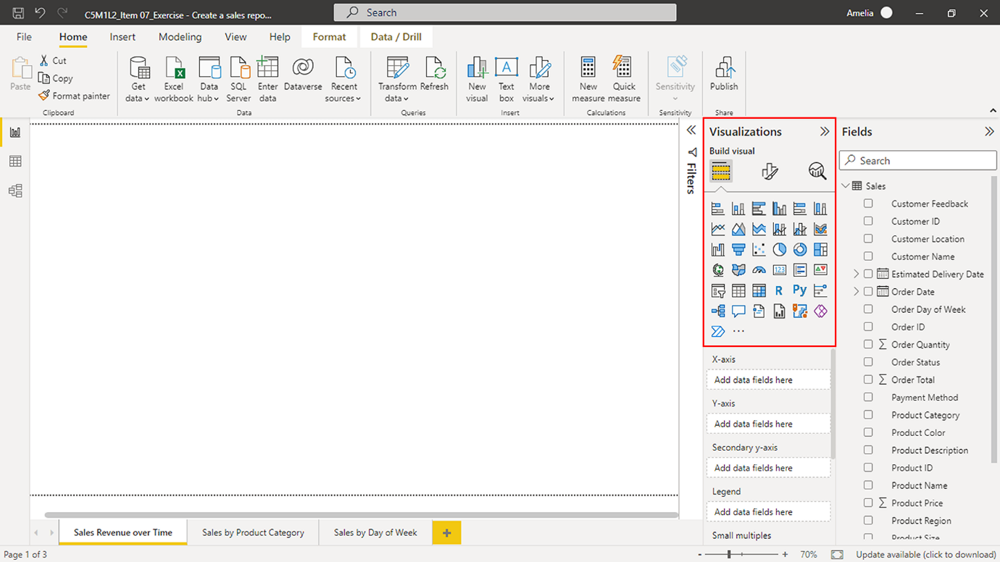 C5M1L2_Item 07_Exercise - Create a sales repo...
Search
Amelia
File
Home
Insert
Modeling
View
Help
Format
Data / Drill
Paste
Cut
Copy
Format painter
Clipboard
Get data
Excel workbook
Data hub
SQL Server
Enter data
Dataverse
Recent sources
Data
Transform data
Refresh
Queries
New visual
Text box
More visuals
Insert
New measure
Quick measure
Calculations
Sensitivity
Sensitivity
Publish
Share
Filters
Visualizations
Build visual
123
R
Py
X-axis
Add data fields here
Y-axis
Add data fields here
Secondary y-axis
Add data fields here
Legend
Add data fields here
Small multiples
Fields
Search
Sales
Customer Feedback
Customer ID
Customer Location
Customer Name
Estimated Delivery Date
Order Date
Order Day of Week
Order ID
∑ Order Quantity
Order Status
∑ Order Total
Payment Method
Product Category
Product Color
Product Description
Product ID
Product Name
∑ Product Price
Product Region
Product Size
Sales Revenue over Time
Sales by Product Category
Sales by Day of Week
+
Page 1 of 3
- + 70%
Update available (click to download)